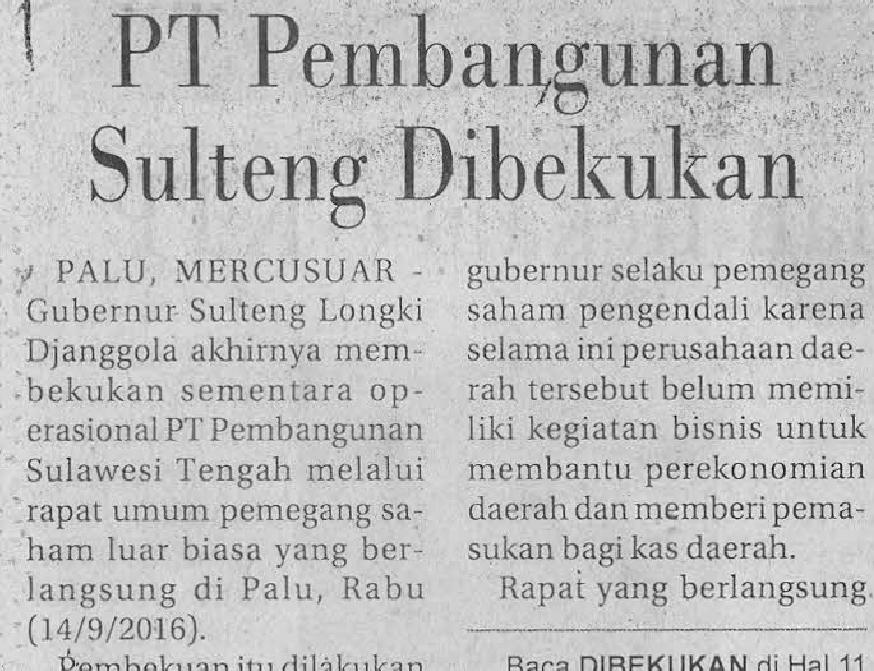 PT Pembangunan
Sulteng Dibekukan
PALU, MERCUSUAR -
Gubernur Sulteng Longki
Djanggola akhirnya mem-
bekukan sementara op-
erasional PT Pembangunan
Sulawesi Tengah melalui
rapat umum pemegang sa-
ham luar biasa yang ber-
langsung di Palu, Rabu
(14/9/2016).
Pembekuan itu dilakukan
gubernur selaku pemegang
saham pengendali karena
selama ini perusahaan dae-
rah tersebut belum memi-
liki kegiatan bisnis untuk
membantu perekonomian
daerah dan memberi pema-
sukan bagi kas daerah.
Rapat yang berlangsung
Baca DIBEKUKAN di Hal 11